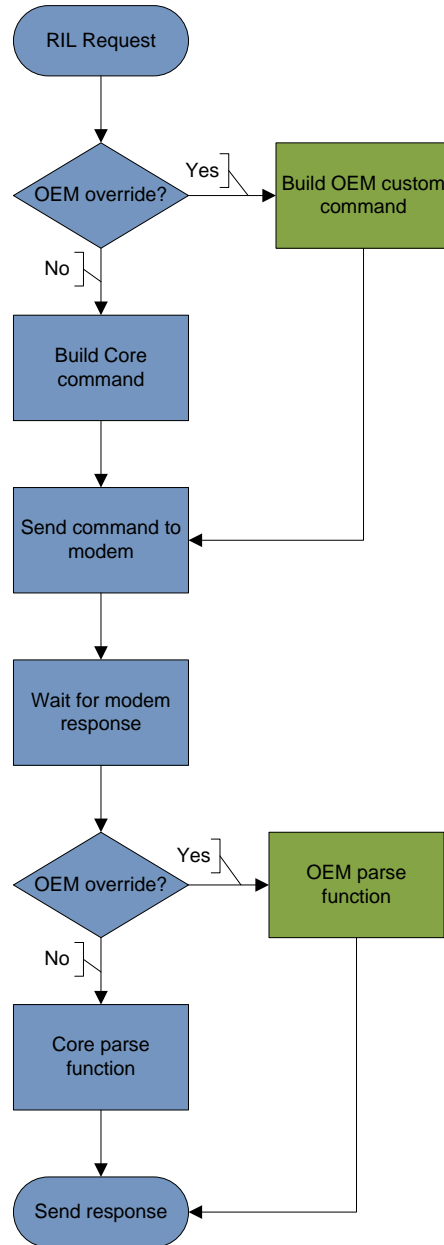 RIL Request
Yes
OEM override?
Build OEM custom
command
No
Build Core
command
Send command to
modem
Wait for modem
response
Yes
OEM override?
OEM parse
function
No
Core parse
function
Send response